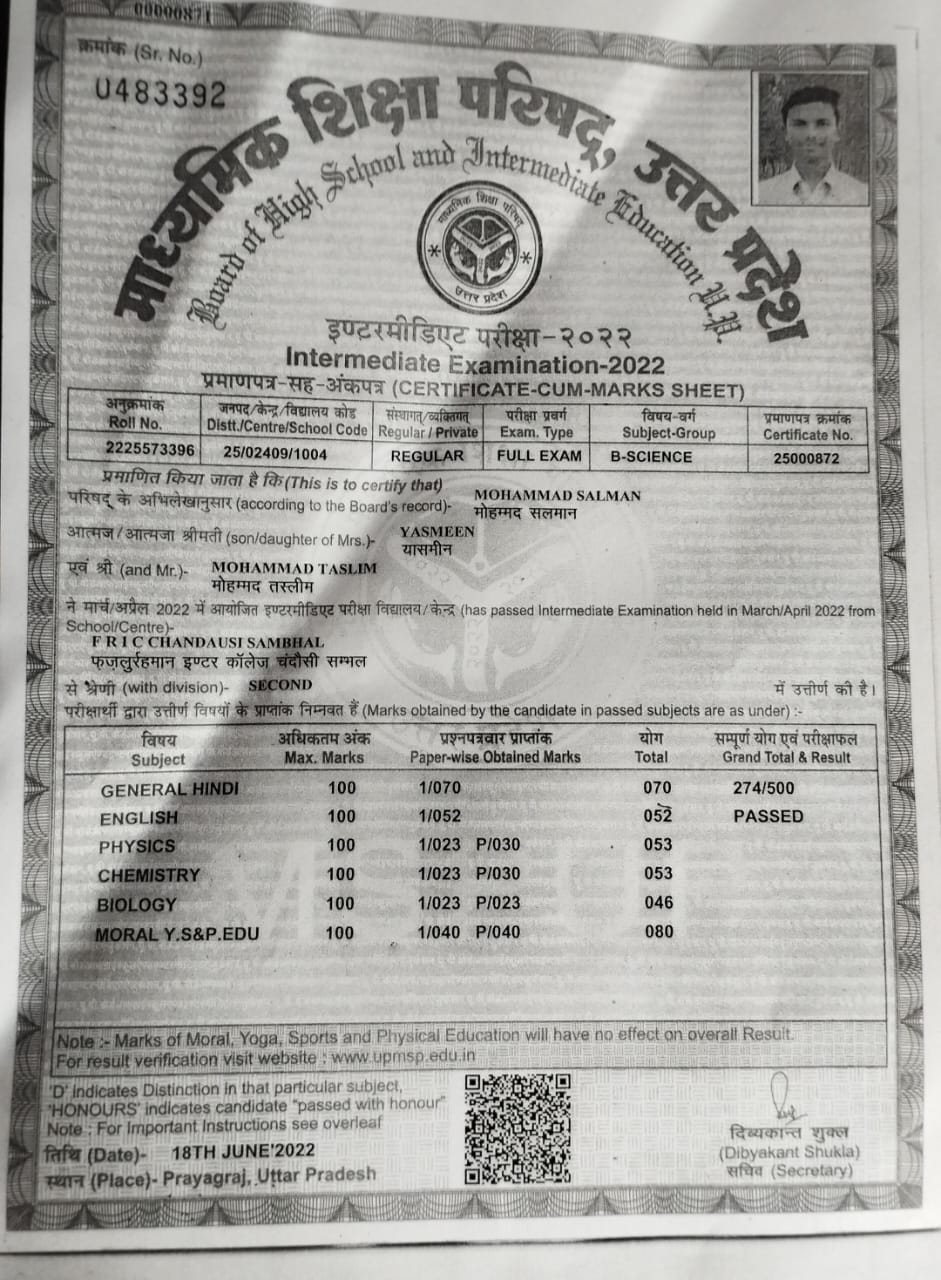 00000871
क्रमांक (Sr. No.)
U483392
माध्यमिक शिक्षा परिषद्, उत्तर प्रदेश
Board of High School and Intermediate Education U.P.
माध्यमिक शिक्षा परिषद्
उत्तर प्रदेश
इण्टरमीडिएट परीक्षा-२०२२
Intermediate Examination-2022
प्रमाणपत्र-सह-अंकपत्र (CERTIFICATE-CUM-MARKS SHEET)
अनुक्रमांक जनपद/केन्द्र/विद्यालय कोड संस्थागत/व्यक्तिगत परीक्षा प्रवर्ग विषय-वर्ग प्रमाणपत्र क्रमांक
Roll No. Distt./Centre/School Code Regular / Private Exam. Type Subject-Group Certificate No.
2225573396 25/02409/1004 REGULAR FULL EXAM B-SCIENCE 25000872
प्रमाणित किया जाता है कि (This is to certify that)
परिषद् के अभिलेखानुसार (according to the Board's record)- MOHAMMAD SALMAN
मोहम्मद सलमान
आत्मज/आत्मजा श्रीमती (son/daughter of Mrs.)- YASMEEN
यासमीन
एवं श्री (and Mr.)- MOHAMMAD TASLIM
मोहम्मद तस्लीम
ने मार्च/अप्रैल 2022 में आयोजित इण्टरमीडिएट परीक्षा विद्यालय/केन्द्र (has passed Intermediate Examination held in March/April 2022 from
School/Centre)-
F R I C CHANDAUSI SAMBHAL
फ़ज़लुर्रहमान इण्टर कॉलेज चंदौसी सम्भल
से श्रेणी (with division)- SECOND में उत्तीर्ण की है।
परीक्षार्थी द्वारा उत्तीर्ण विषयों के प्राप्तांक निम्नवत हैं (Marks obtained by the candidate in passed subjects are as under) :-
विषय अधिकतम अंक प्रश्नपत्रवार प्राप्तांक योग सम्पूर्ण योग एवं परीक्षाफल
Subject Max. Marks Paper-wise Obtained Marks Total Grand Total & Result
GENERAL HINDI 100 1/070 070 274/500
ENGLISH 100 1/052 052 PASSED
PHYSICS 100 1/023 P/030 053
CHEMISTRY 100 1/023 P/030 053
BIOLOGY 100 1/023 P/023 046
MORAL Y.S&P.EDU 100 1/040 P/040 080
Note :- Marks of Moral, Yoga, Sports and Physical Education will have no effect on overall Result.
For result verification visit website : www.upmsp.edu.in
'D' indicates Distinction in that particular subject,
'HONOURS' indicates candidate "passed with honour"
Note : For Important Instructions see overleaf
तिथि (Date)- 18TH JUNE'2022
स्थान (Place)- Prayagraj, Uttar Pradesh
दिब्यकान्त शुक्ल
(Dibyakant Shukla)
सचिव (Secretary)